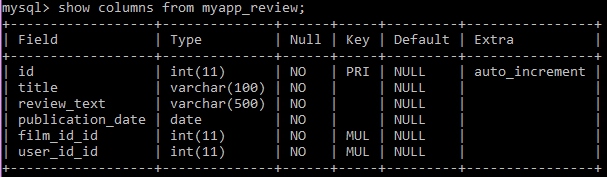 mysql> show columns from myapp_review;
+------------------+--------------+------+-----+---------+----------------+
| Field            | Type         | Null | Key | Default | Extra          |
+------------------+--------------+------+-----+---------+----------------+
| id               | int(11)      | NO   | PRI | NULL    | auto_increment |
| title            | varchar(100) | NO   |     | NULL    |                |
| review_text      | varchar(500) | NO   |     | NULL    |                |
| publication_date | date         | NO   |     | NULL    |                |
| film_id_id       | int(11)      | NO   | MUL | NULL    |                |
| user_id_id       | int(11)      | NO   | MUL | NULL    |                |
+------------------+--------------+------+-----+---------+----------------+